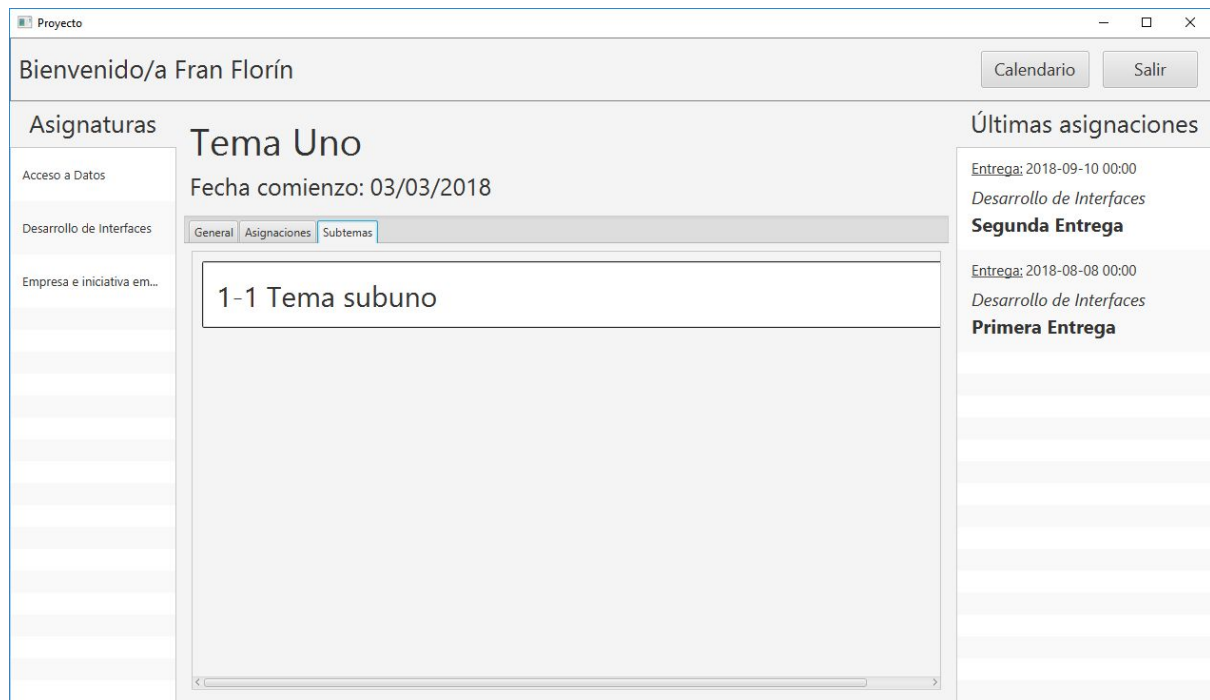 Proyecto
Bienvenido/a Fran Florín
Calendario
Salir
Asignaturas
Acceso a Datos
Desarrollo de Interfaces
Empresa e iniciativa em...
Tema Uno
Fecha comienzo: 03/03/2018
General
Asignaciones
Subtemas
1-1 Tema subuno
Últimas asignaciones
Entrega: 2018-09-10 00:00
Desarrollo de Interfaces
Segunda Entrega
Entrega: 2018-08-08 00:00
Desarrollo de Interfaces
Primera Entrega